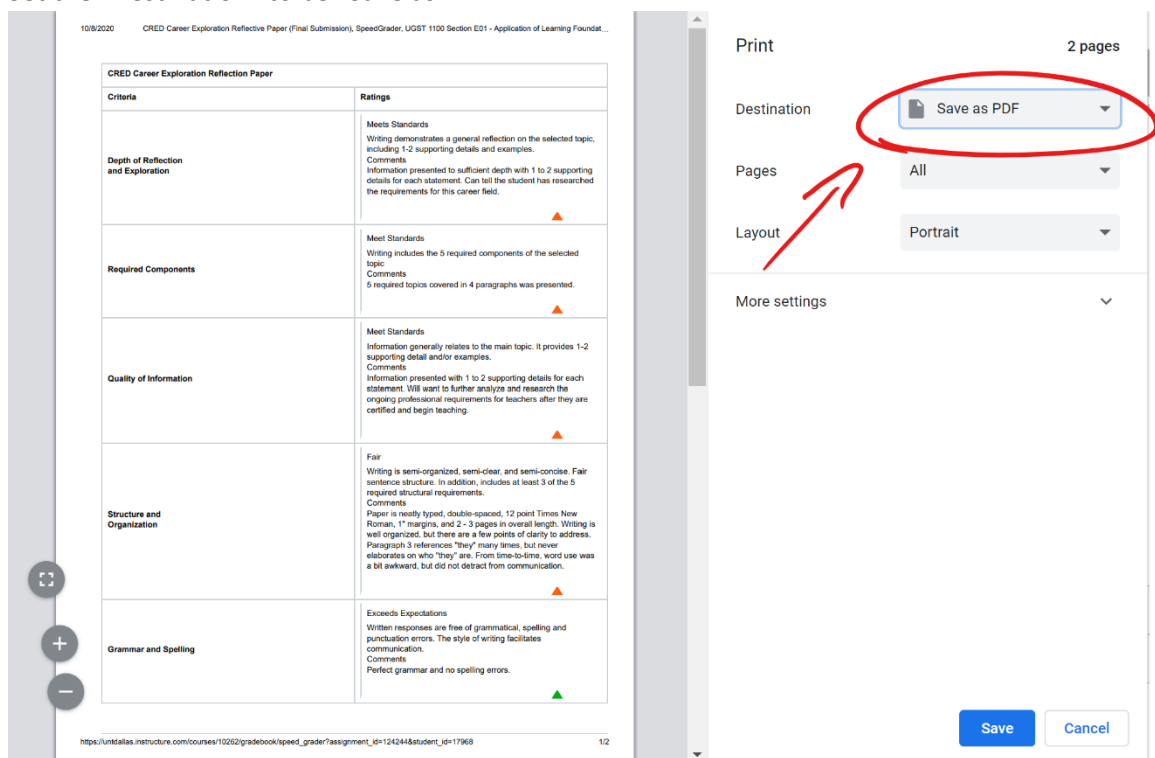 10/8/2020 CRED Career Exploration Reflective Paper (Final Submission), SpeedGrader, UGST 1100 Section E01 - Application of Learning Foundat...
CRED Career Exploration Reflection Paper
Criteria Ratings
Depth of Reflection
and Exploration
Meets Standards
Writing demonstrates a general reflection on the selected topic,
including 1-2 supporting details and examples.
Comments
Information presented to sufficient depth with 1 to 2 supporting
details for each statement. Can tell the student has researched
the requirements for this career field.
Required Components
Meet Standards
Writing includes the 5 required components of the selected
topic
Comments
5 required topics covered in 4 paragraphs was presented.
Quality of Information
Meet Standards
Information generally relates to the main topic. It provides 1-2
supporting detail and/or examples.
Comments
Information presented with 1 to 2 supporting details for each
statement. Will want to further analyze and research the
ongoing professional requirements for teachers after they are
certified and begin teaching.
Structure and
Organization
Fair
Writing is semi-organized, semi-clear, and semi-concise. Fair
sentence structure. In addition, includes at least 3 of the 5
required structural requirements.
Comments
Paper is neatly typed, double-spaced, 12 point Times New
Roman, 1" margins, and 2 - 3 pages in overall length. Writing is
well organized, but there are a few points of clarity to address.
Paragraph 3 references "they" many times, but never
elaborates on who "they" are. From time-to-time, word use was
a bit awkward, but did not detract from communication.
Grammar and Spelling
Exceeds Expectations
Written responses are free of grammatical, spelling and
punctuation errors. The style of writing facilitates
communication.
Comments
Perfect grammar and no spelling errors.
https://untdallas.instructure.com/courses/10262/gradebook/speed_grader?assignment_id=124244&student_id=17968 1/2
Print 2 pages
Destination Save as PDF
Pages All
Layout Portrait
More settings
Save Cancel